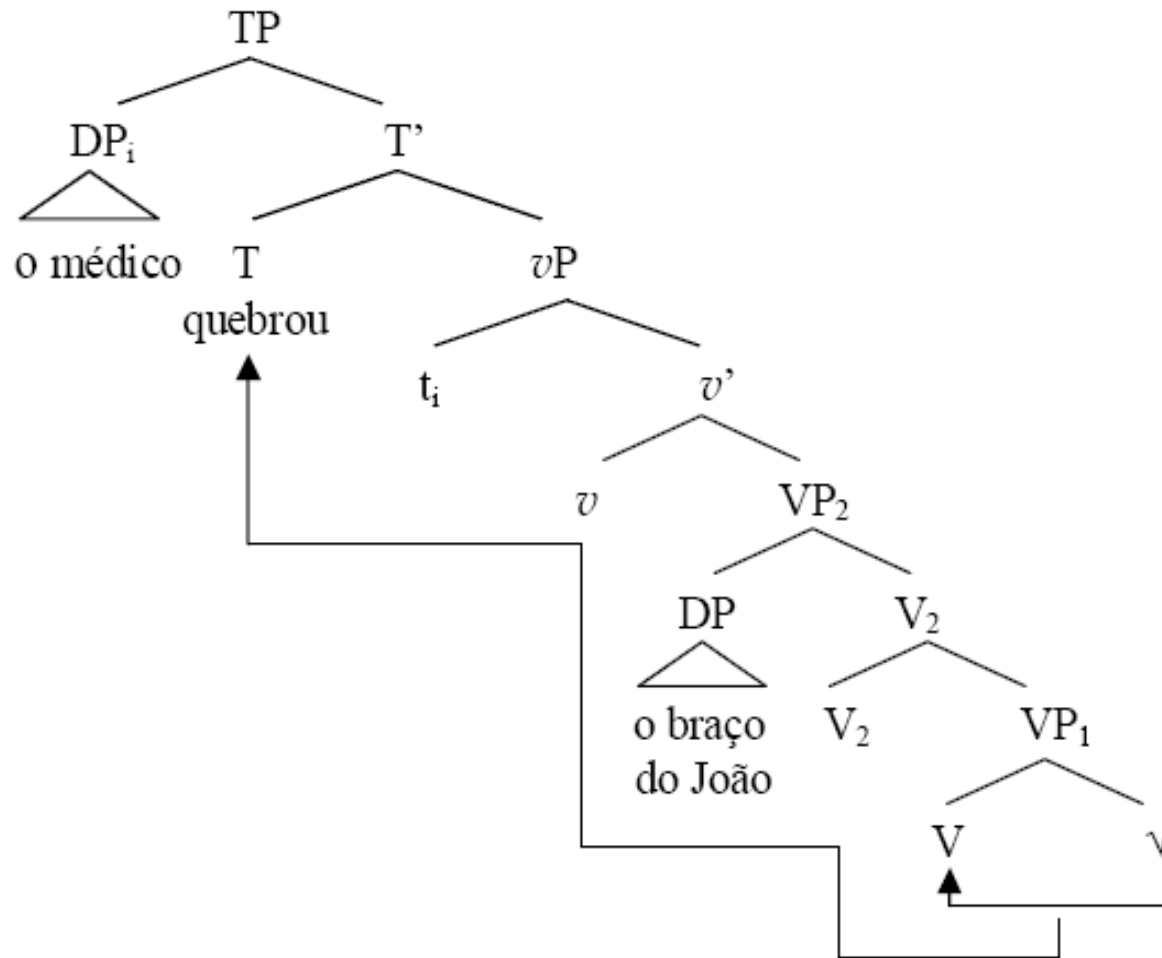 TP
DPᵢ T’
o médico T vP
quebrou
tᵢ v’
v VP₂
DP V₂
o braço V₂ VP₁
do João
V